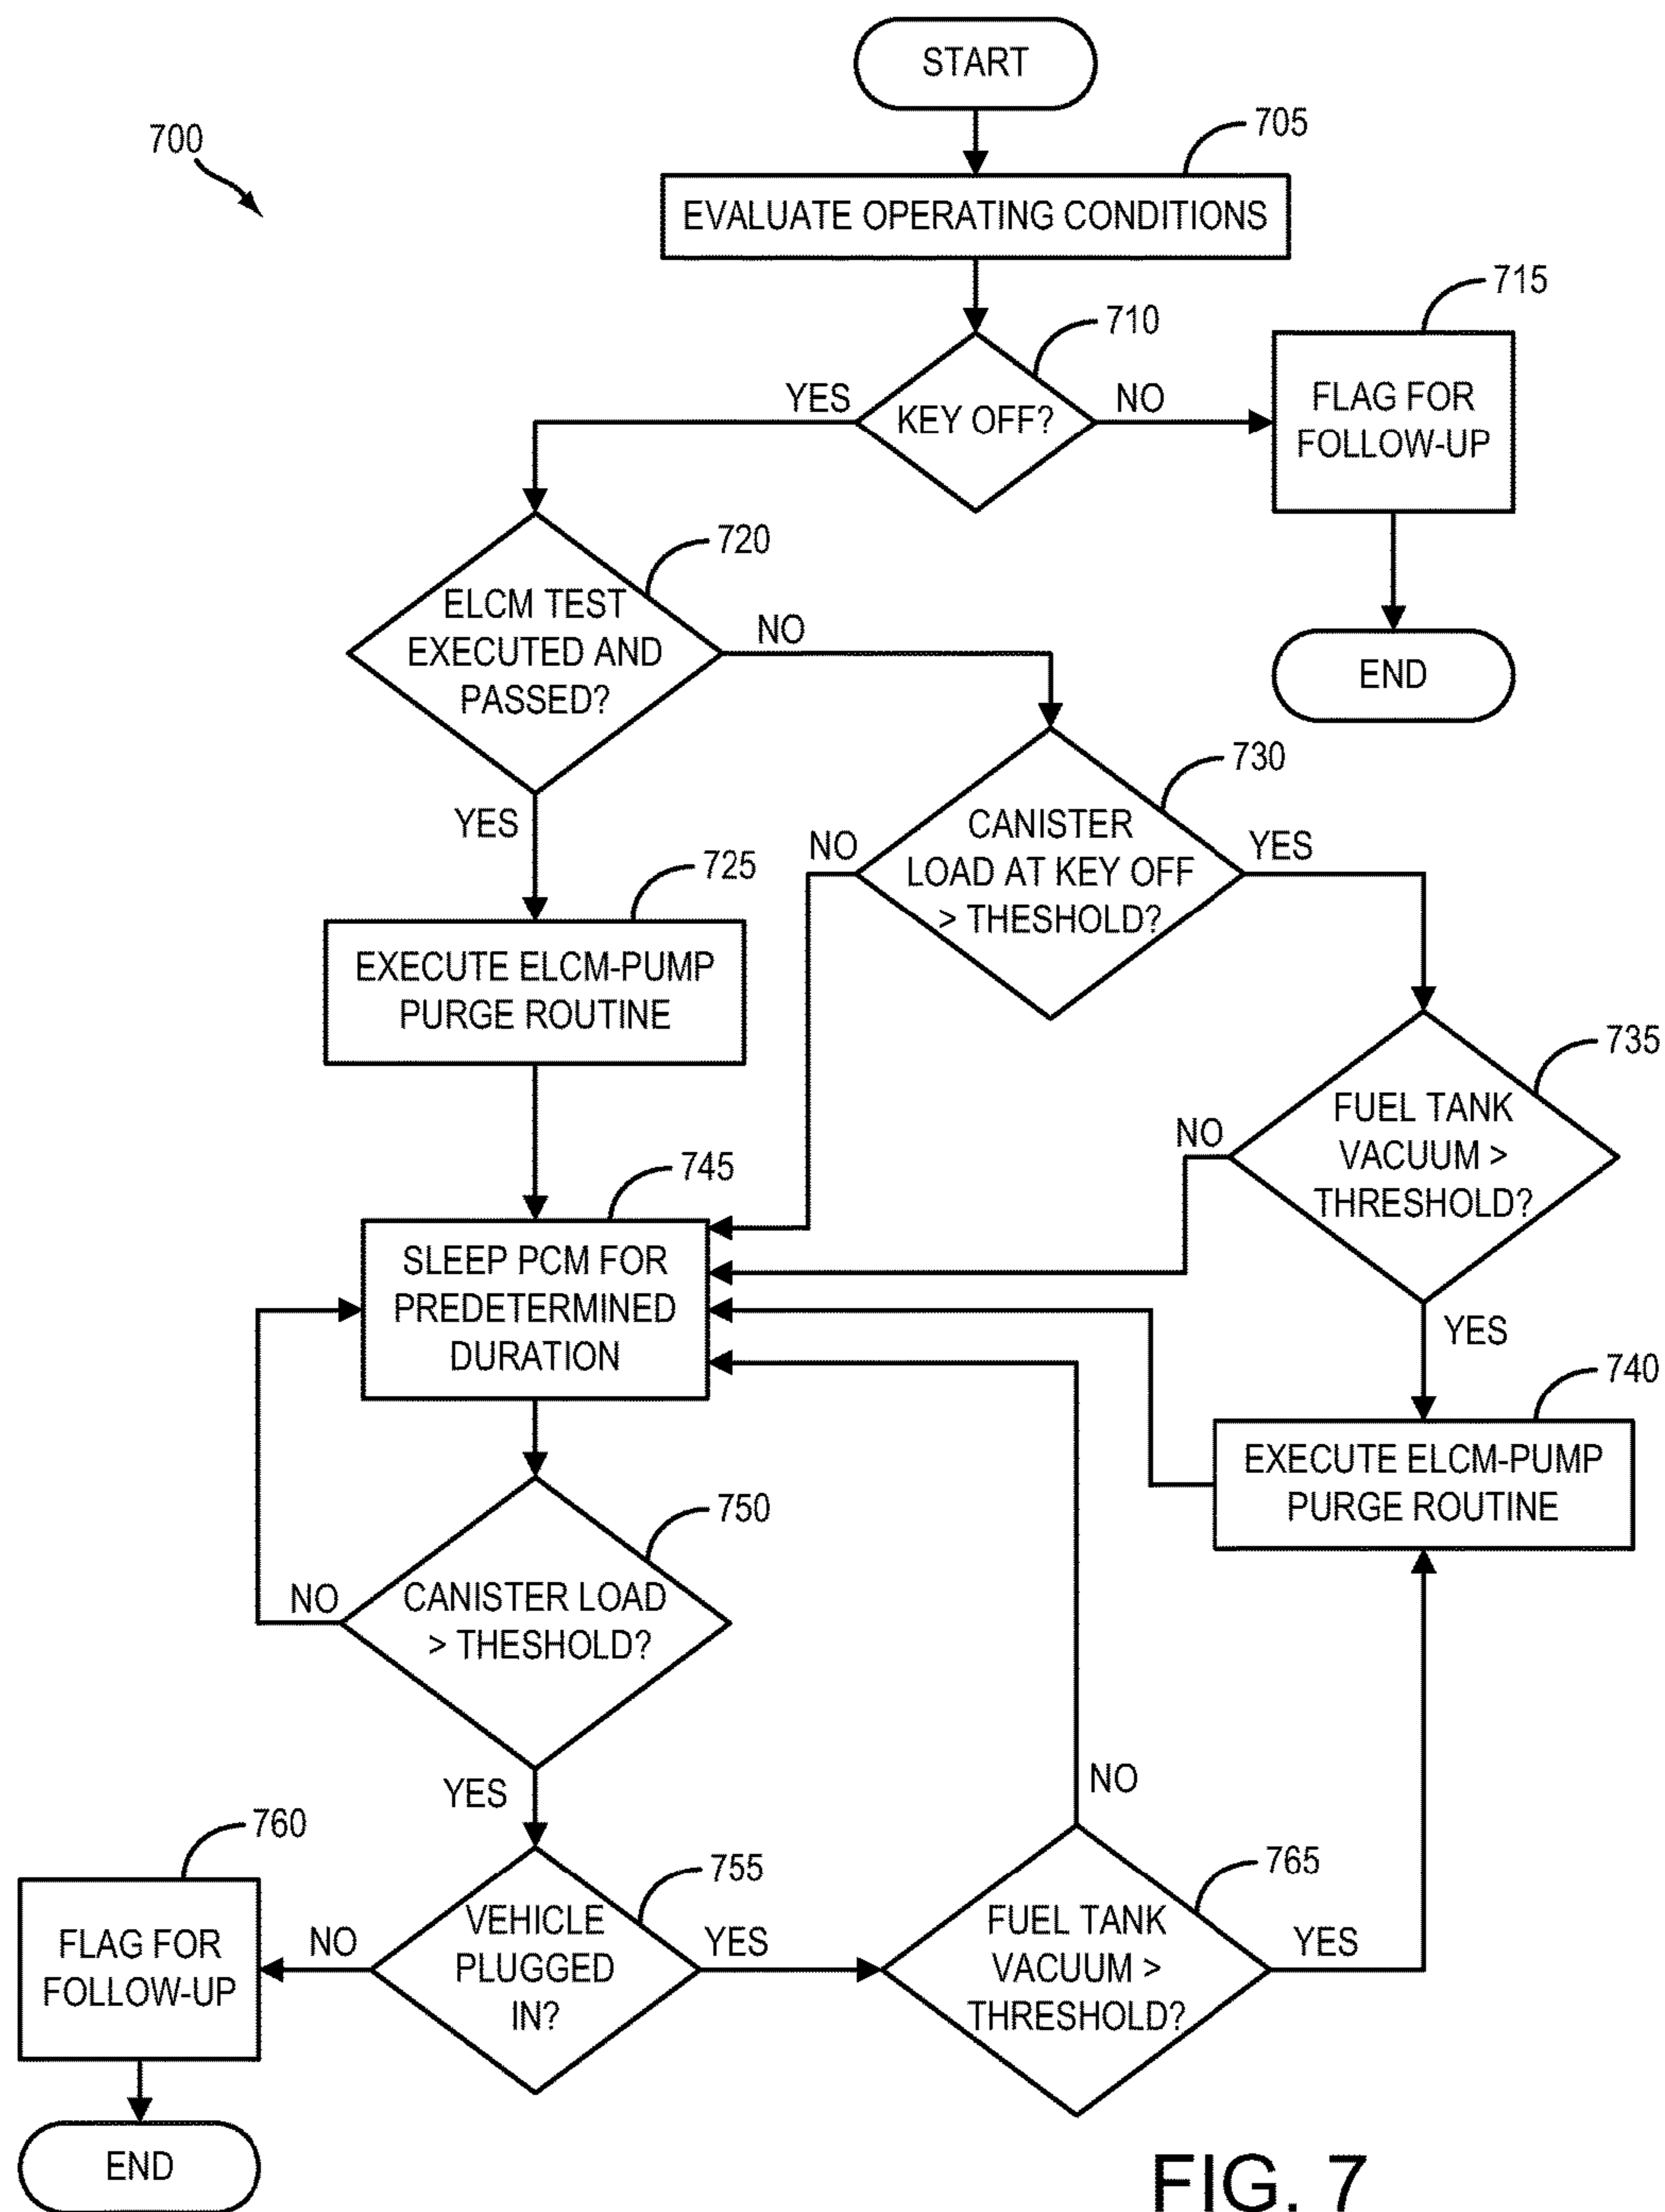 START
700
705
EVALUATE OPERATING CONDITIONS
710
715
YES
KEY OFF?
NO
FLAG FOR
FOLLOW-UP
720
ELCM TEST
EXECUTED AND
PASSED?
NO
END
YES
730
CANISTER
LOAD AT KEY OFF
> THESHOLD?
NO
YES
725
EXECUTE ELCM-PUMP
PURGE ROUTINE
735
FUEL TANK
VACUUM >
THRESHOLD?
NO
YES
745
SLEEP PCM FOR
PREDETERMINED
DURATION
740
EXECUTE ELCM-PUMP
PURGE ROUTINE
750
CANISTER LOAD
> THESHOLD?
NO
YES
NO
760
755
765
FLAG FOR
FOLLOW-UP
NO
VEHICLE
PLUGGED
IN?
YES
FUEL TANK
VACUUM >
THRESHOLD?
YES
END
FIG. 7